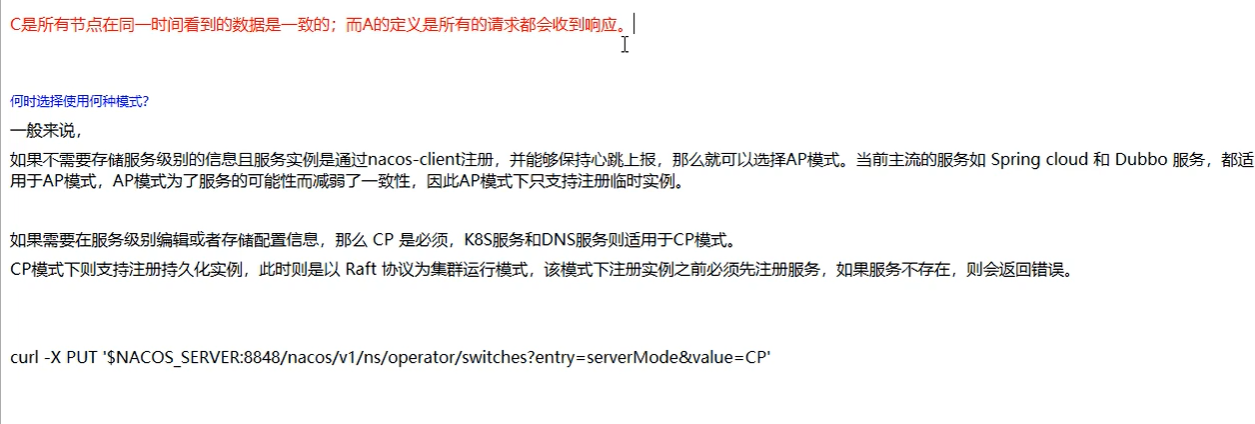 C是所有节点在同一时间看到的数据是一致的；而A的定义是所有的请求都会收到响应。
何时选择使用何种模式?
一般来说，
如果不需要存储服务级别的信息且服务实例是通过nacos-client注册，并能够保持心跳上报，那么就可以选择AP模式。当前主流的服务如 Spring cloud 和 Dubbo 服务，都适
用于AP模式，AP模式为了服务的可能性而减弱了一致性，因此AP模式下只支持注册临时实例。
如果需要在服务级别编辑或者存储配置信息，那么 CP 是必须，K8S服务和DNS服务则适用于CP模式。
CP模式下则支持注册持久化实例，此时则是以 Raft 协议为集群运行模式，该模式下注册实例之前必须先注册服务，如果服务不存在，则会返回错误。
curl -X PUT '$NACOS_SERVER:8848/nacos/v1/ns/operator/switches?entry=serverMode&value=CP'